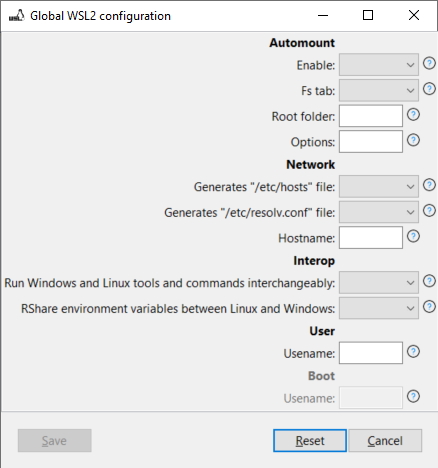 Global WSL2 configuration
Automount
Enable:
Fs tab:
Root folder:
Options:
Network
Generates "/etc/hosts" file:
Generates "/etc/resolv.conf" file:
Hostname:
Interop
Run Windows and Linux tools and commands interchangeably:
RShare environment variables between Linux and Windows:
User
Usename:
Boot
Usename:
Save Reset Cancel